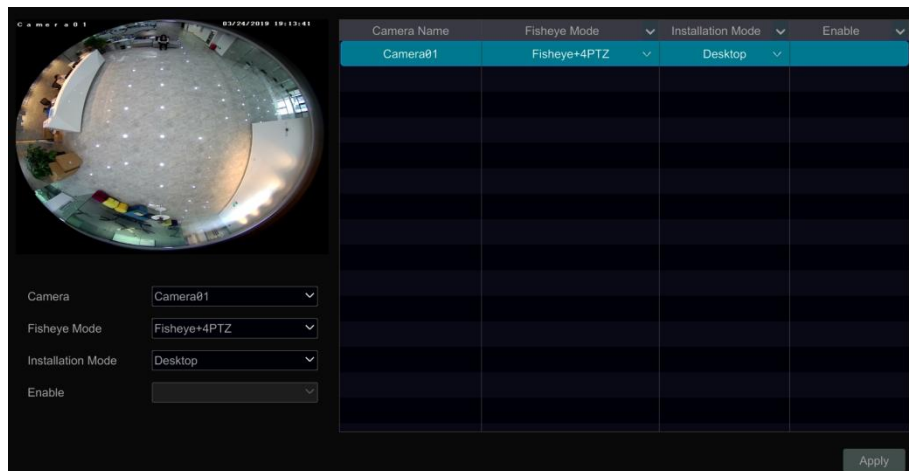 Camera01 03/24/2019 19:13:41
Camera Name Fisheye Mode Installation Mode Enable
Camera01 Fisheye+4PTZ Desktop
Camera Camera01
Fisheye Mode Fisheye+4PTZ
Installation Mode Desktop
Enable
Apply